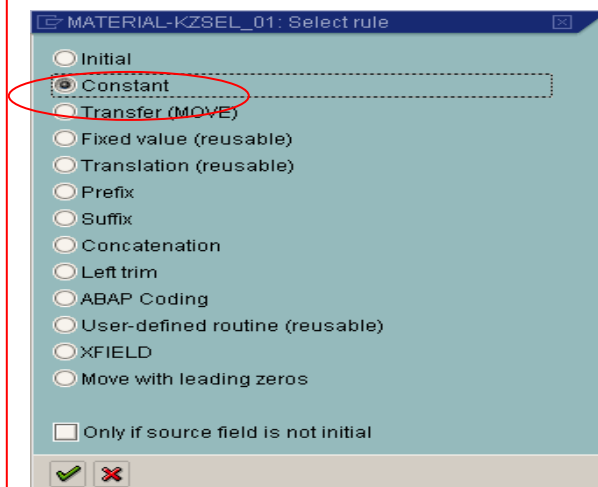 MATERIAL-KZSEL_01: Select rule
Initial
Constant
Transfer (MOVE)
Fixed value (reusable)
Translation (reusable)
Prefix
Suffix
Concatenation
Left trim
ABAP Coding
User-defined routine (reusable)
XFIELD
Move with leading zeros
Only if source field is not initial